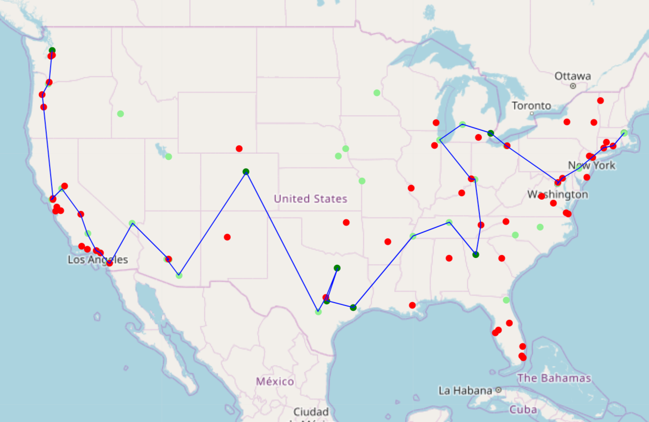 Ottawa
Toronto
New York
United States
Washington
Los Angeles
México
The Bahamas
La Habana
Cuba
Ciudad